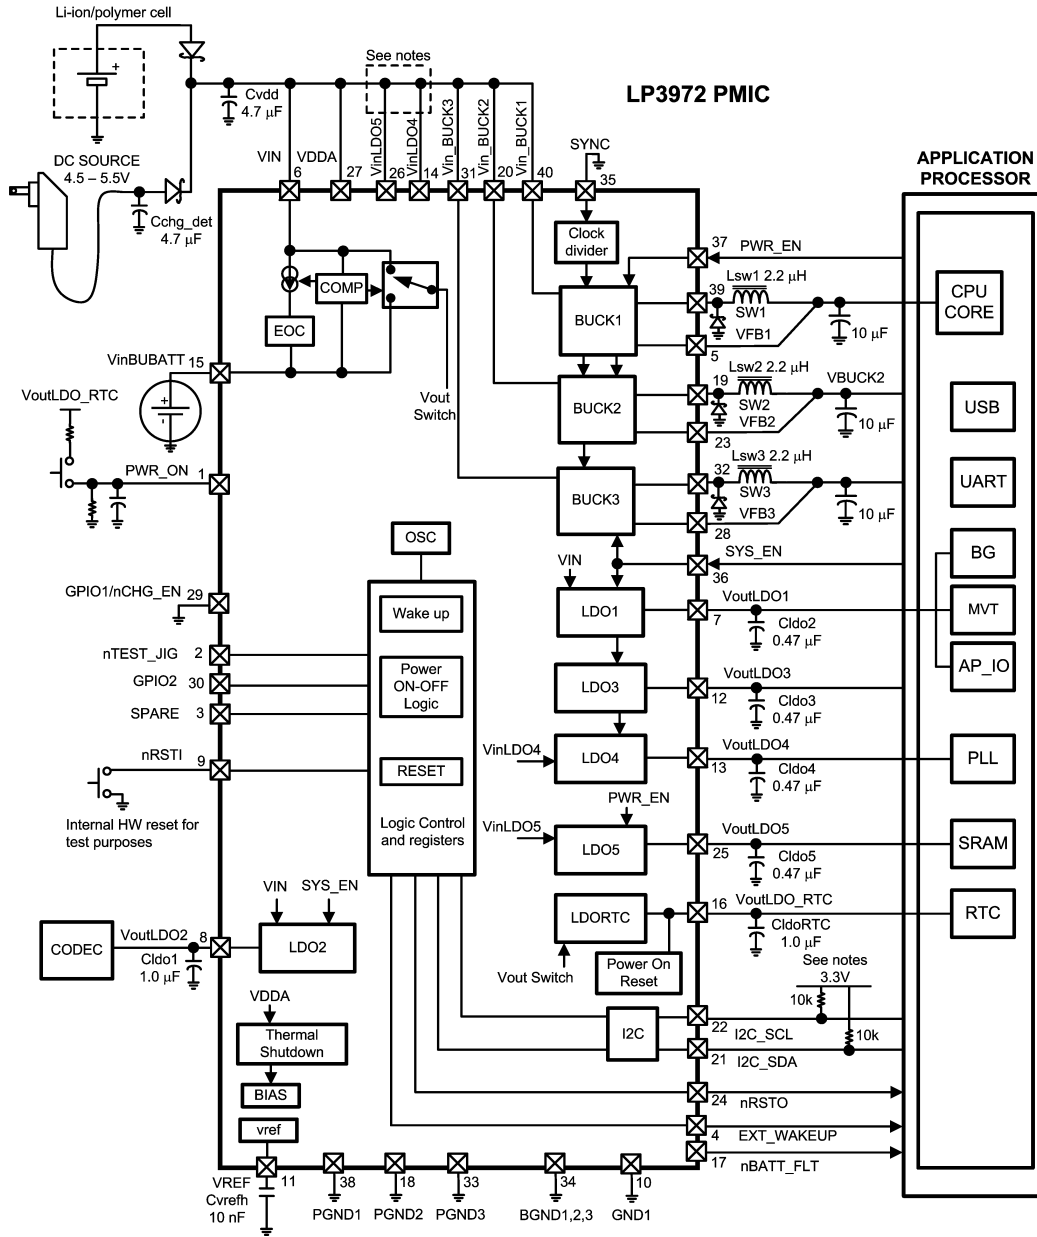 Li-ion/polymer cell
+
See notes
LP3972 PMIC
Cvdd
4.7 µF
DC SOURCE
4.5 – 5.5V
Cchg_det
4.7 µF
VIN
6
VDDA
27
VinLDO5
26
VinLDO4
14
Vin_BUCK3
31
Vin_BUCK2
20
Vin_BUCK1
40
SYNC
35
APPLICATION
PROCESSOR
Clock
divider
37
PWR_EN
COMP
EOC
BUCK1
39
Lsw1 2.2 µH
SW1
VFB1
5
10 µF
CPU
CORE
VinBUBATT
15
+
-
Vout
Switch
BUCK2
19
Lsw2 2.2 µH
SW2
VFB2
23
VBUCK2
10 µF
USB
VoutLDO_RTC
PWR_ON
1
BUCK3
32
Lsw3 2.2 µH
SW3
VFB3
28
10 µF
UART
OSC
VIN
SYS_EN
36
BG
GPIO1/nCHG_EN
29
Wake up
LDO1
7
VoutLDO1
Cldo2
0.47 µF
MVT
nTEST_JIG
2
GPIO2
30
SPARE
3
Power
ON-OFF
Logic
LDO3
12
VoutLDO3
Cldo3
0.47 µF
AP_IO
nRSTI
9
RESET
VinLDO4
LDO4
13
VoutLDO4
Cldo4
0.47 µF
PLL
Internal HW reset for
test purposes
Logic Control
and registers
PWR_EN
VinLDO5
LDO5
25
VoutLDO5
Cldo5
0.47 µF
SRAM
VIN
SYS_EN
LDORTC
16
VoutLDO_RTC
CldoRTC
1.0 µF
RTC
CODEC
VoutLDO2
8
Cldo1
1.0 µF
LDO2
Vout Switch
Power On
Reset
See notes
3.3V
10k
10k
VDDA
Thermal
Shutdown
BIAS
I2C
22
I2C_SCL
21
I2C_SDA
24
nRSTO
4
EXT_WAKEUP
17
nBATT_FLT
vref
VREF
11
Cvrefh
10 nF
38
PGND1
18
PGND2
33
PGND3
34
BGND1,2,3
10
GND1